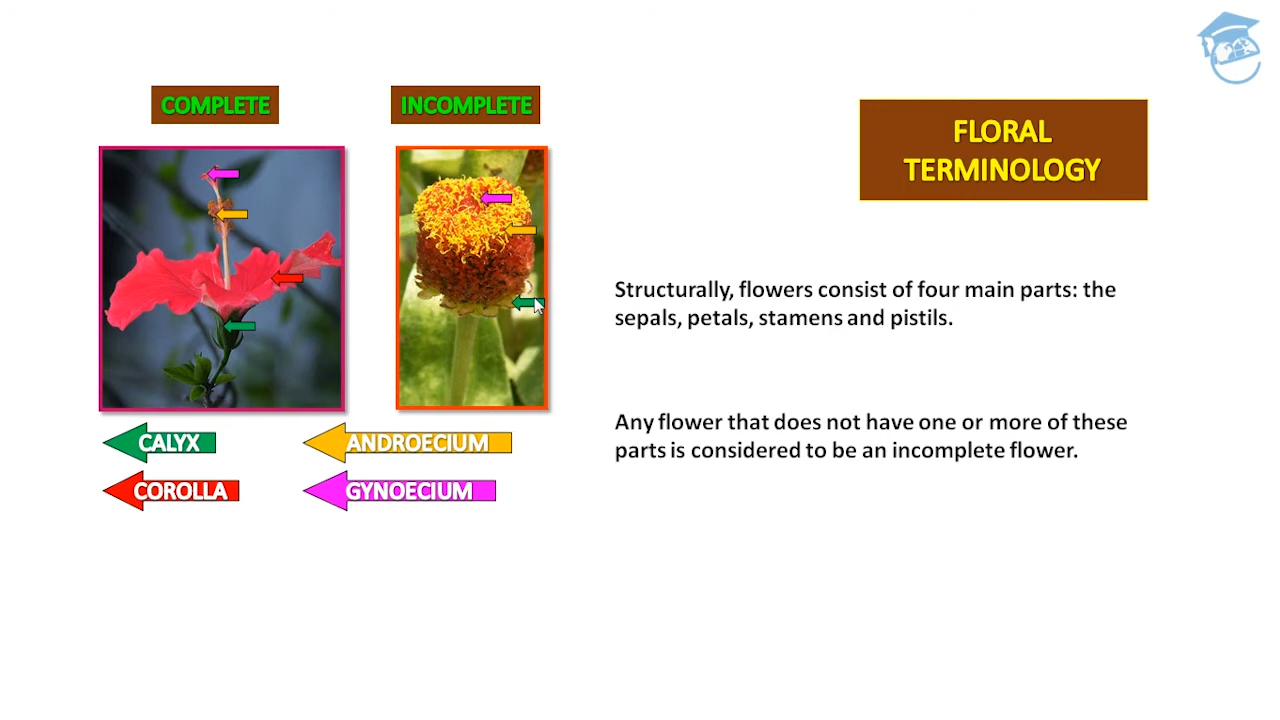 COMPLETE
INCOMPLETE
FLORAL
TERMINOLOGY
Structurally, flowers consist of four main parts: the
sepals, petals, stamens and pistils.
Any flower that does not have one or more of these
parts is considered to be an incomplete flower.
CALYX
ANDROECIUM
COROLLA
GYNOECIUM